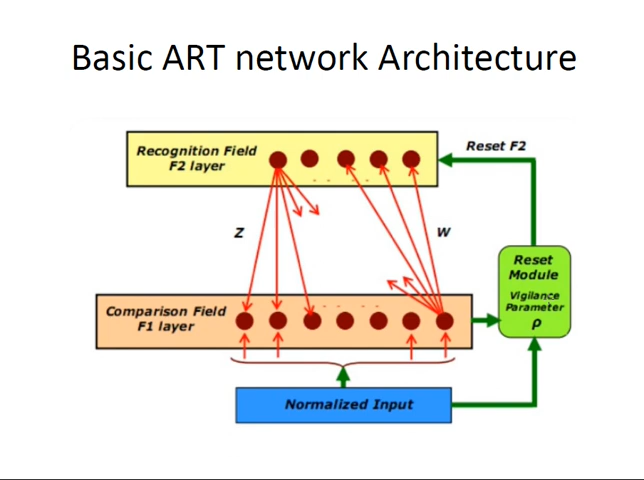 Basic ART network Architecture
Recognition Field
F2 layer
Reset F2
Z
W
Reset
Module
Vigilance
Parameter
ρ
Comparison Field
F1 layer
Normalized Input